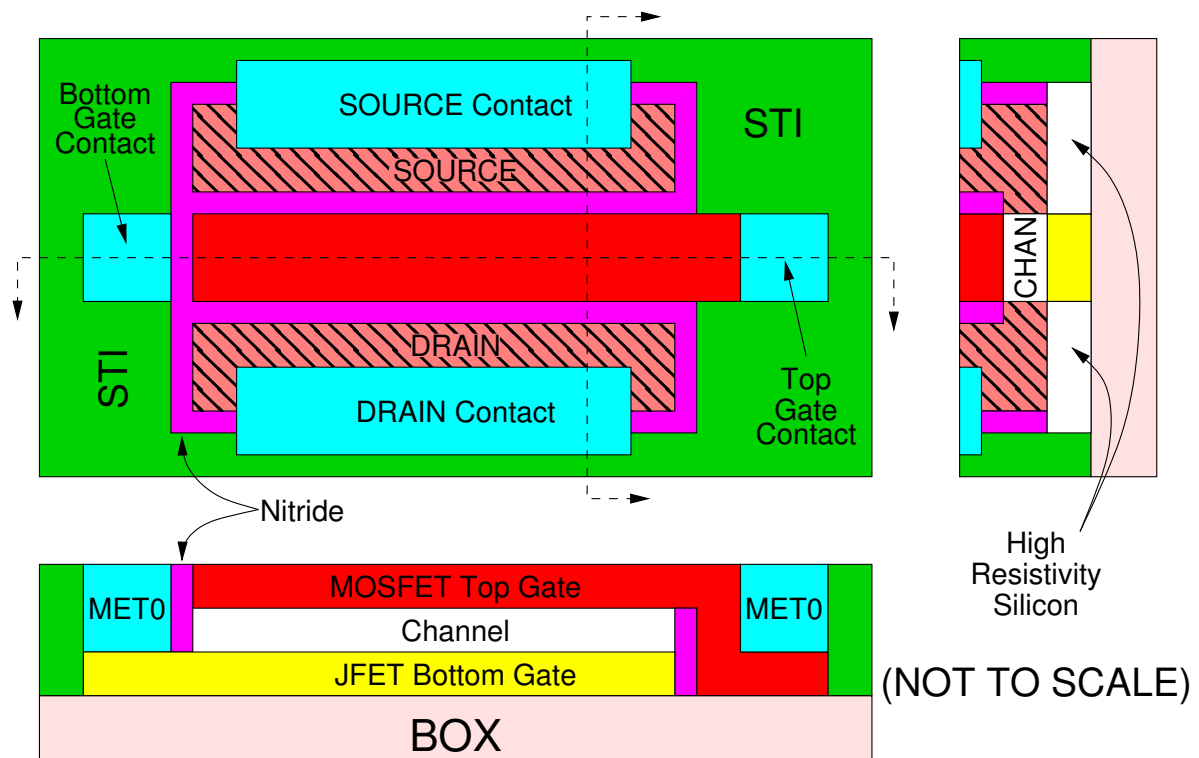 Bottom
Gate
Contact
SOURCE Contact
STI
SOURCE
CHAN
DRAIN
STI
DRAIN Contact
Top
Gate
Contact
Nitride
High
Resistivity
Silicon
MET0
MOSFET Top Gate
MET0
Channel
JFET Bottom Gate
(NOT TO SCALE)
BOX